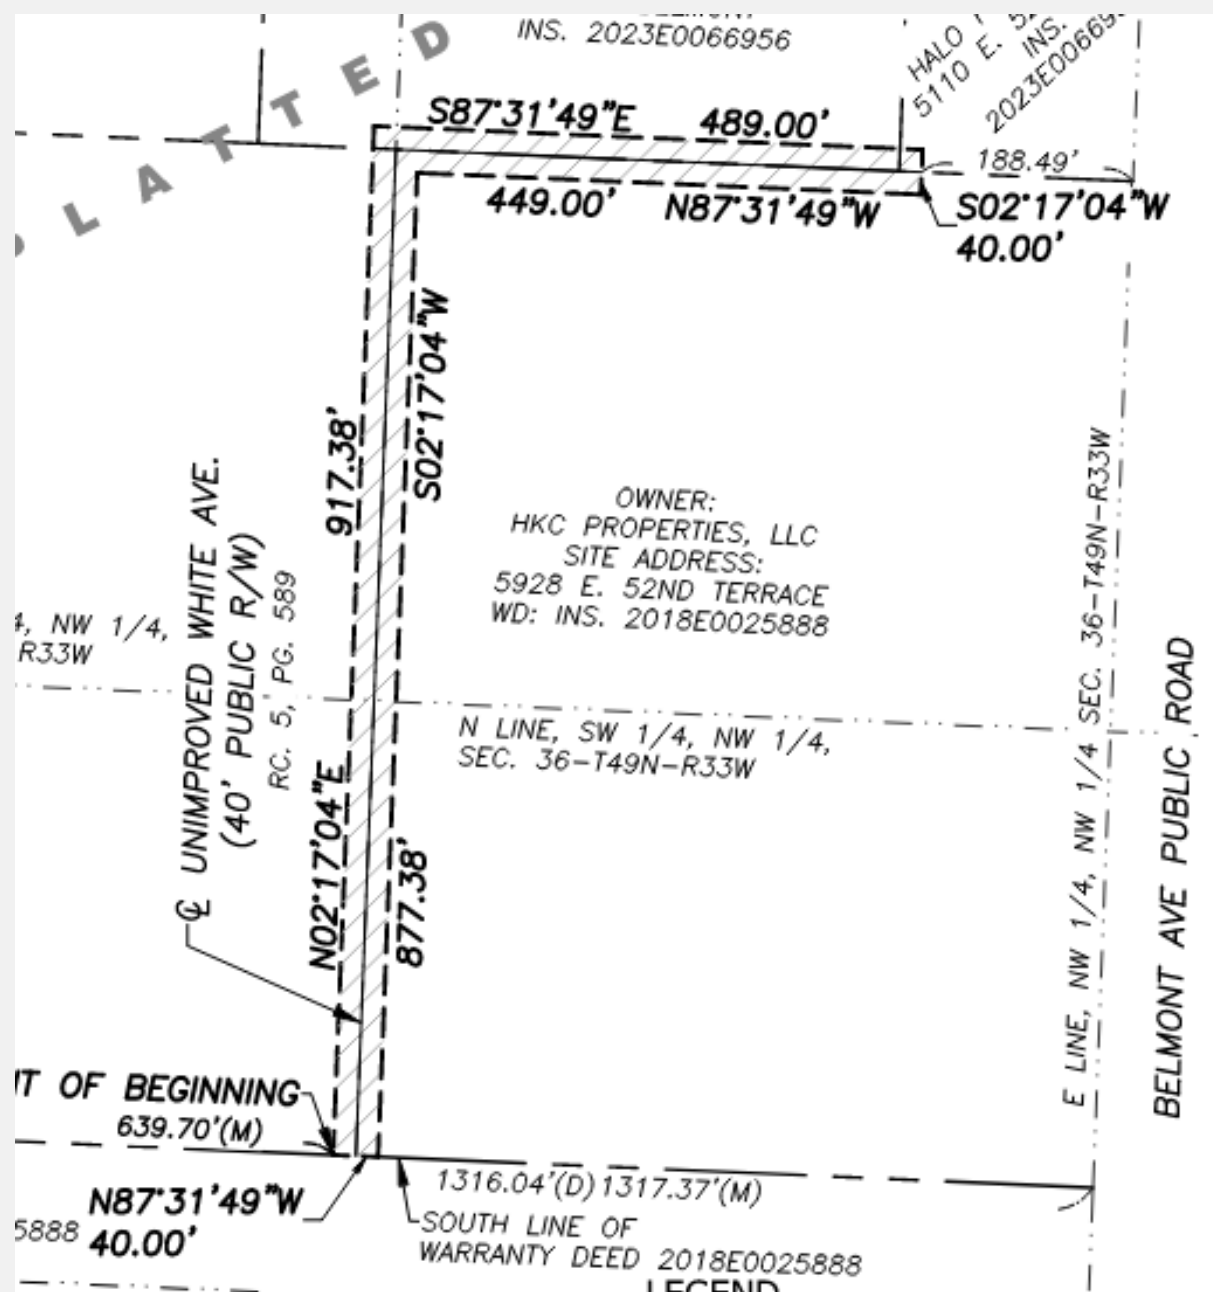 INS. 2023E0066956
HALO
5110 E.
INS.
S87°31'49"E 489.00'
188.49'
449.00' N87°31'49"W
S02°17'04"W
40.00'
L A T T E D
917.38'
S02°17'04"W
OWNER:
HKC PROPERTIES, LLC
SITE ADDRESS:
5928 E. 52ND TERRACE
WD: INS. 2018E0025888
℄ UNIMPROVED WHITE AVE.
(40' PUBLIC R/W)
RC. 5, PG. 589
NW 1/4,
R33W
N LINE, SW 1/4, NW 1/4,
SEC. 36-T49N-R33W
N02°17'04"E
877.38'
E LINE, NW 1/4, NW 1/4 SEC. 36-T49N-R33W
BELMONT AVE PUBLIC ROAD
OF BEGINNING
639.70'(M)
N87°31'49"W
40.00'
5888
1316.04'(D) 1317.37'(M)
SOUTH LINE OF
WARRANTY DEED 2018E0025888
LEGEND